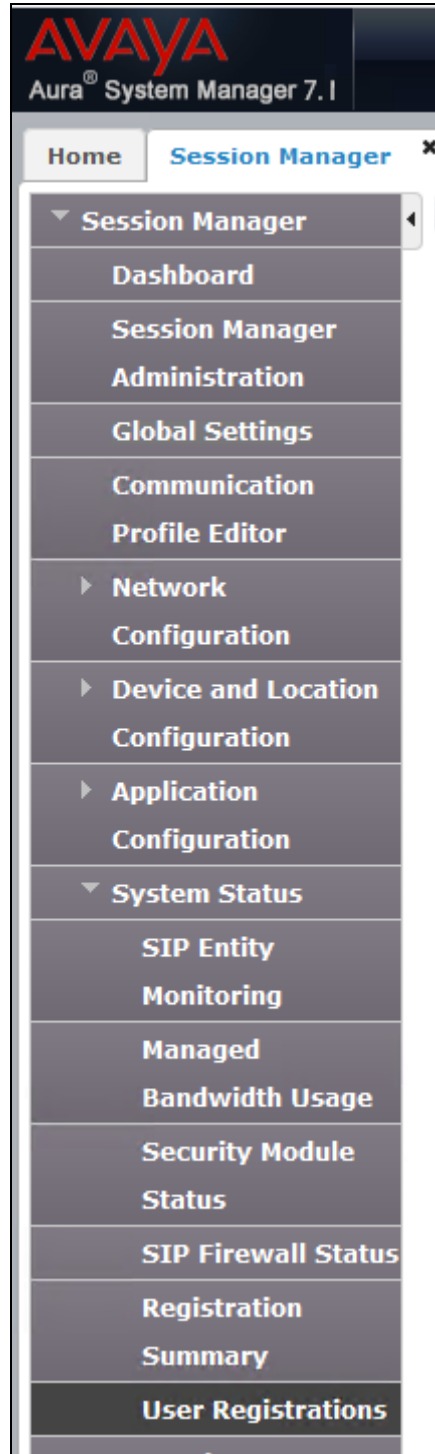 AVAYA
Aura® System Manager 7.1
Home
Session Manager
×
Session Manager
Dashboard
Session Manager
Administration
Global Settings
Communication
Profile Editor
Network
Configuration
Device and Location
Configuration
Application
Configuration
System Status
SIP Entity
Monitoring
Managed
Bandwidth Usage
Security Module
Status
SIP Firewall Status
Registration
Summary
User Registrations